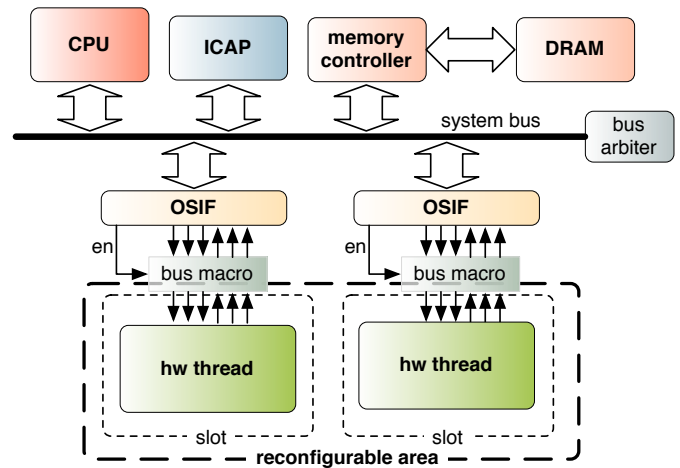 CPU
ICAP
memory
controller
DRAM
system bus
bus
arbiter
OSIF
OSIF
en
en
bus macro
bus macro
hw thread
hw thread
slot
slot
reconfigurable area